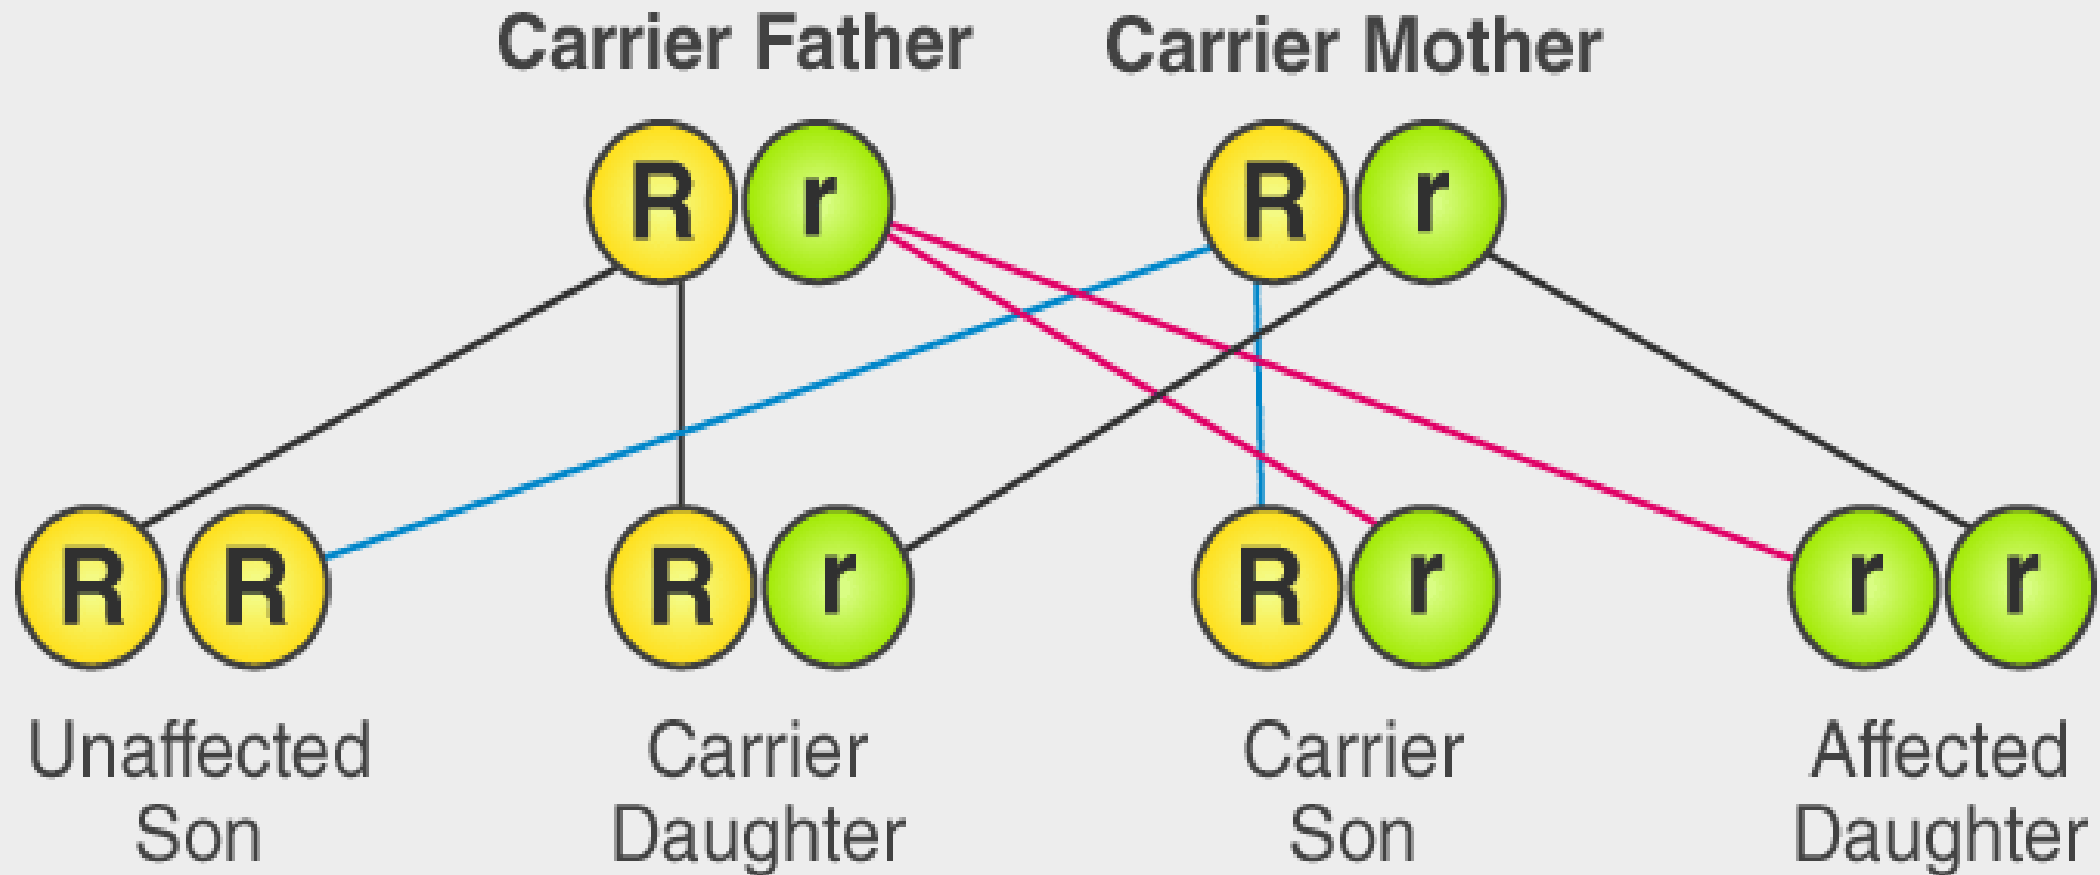 Carrier Father Carrier Mother
R r R r
R R R r R r r r
Unaffected Carrier Carrier Affected
Son Daughter Son Daughter